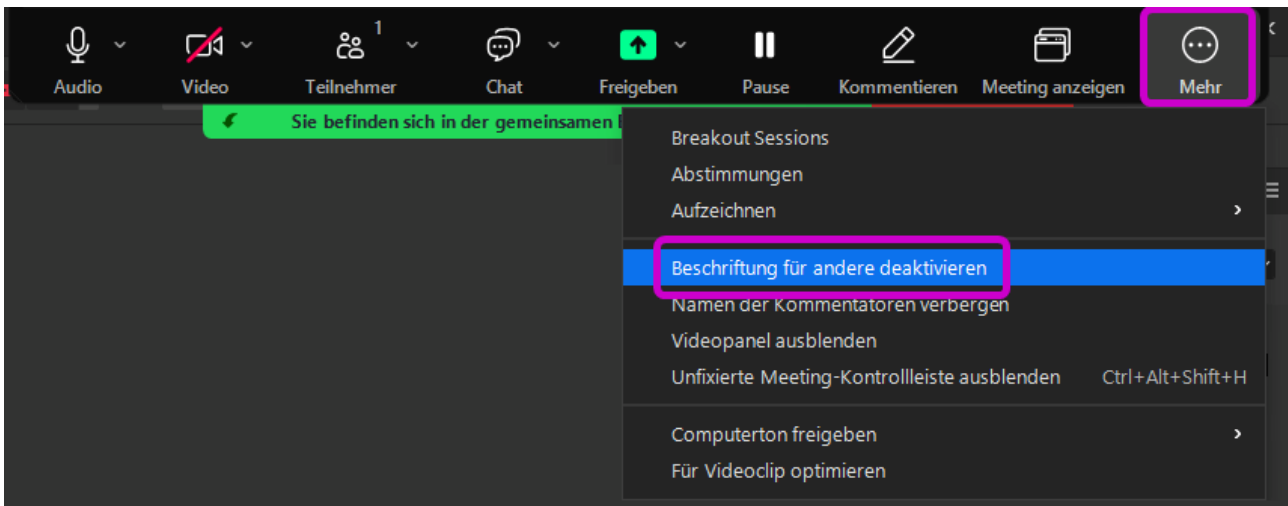 1
Audio
Video
Teilnehmer
Chat
Freigeben
Pause
Kommentieren
Meeting anzeigen
Mehr
Sie befinden sich in der gemeinsamen
Breakout Sessions
Abstimmungen
Aufzeichnen
Beschriftung für andere deaktivieren
Namen der Kommentatoren verbergen
Videopanel ausblenden
Unfixierte Meeting-Kontrollleiste ausblenden Ctrl+Alt+Shift+H
Computerton freigeben
Für Videoclip optimieren